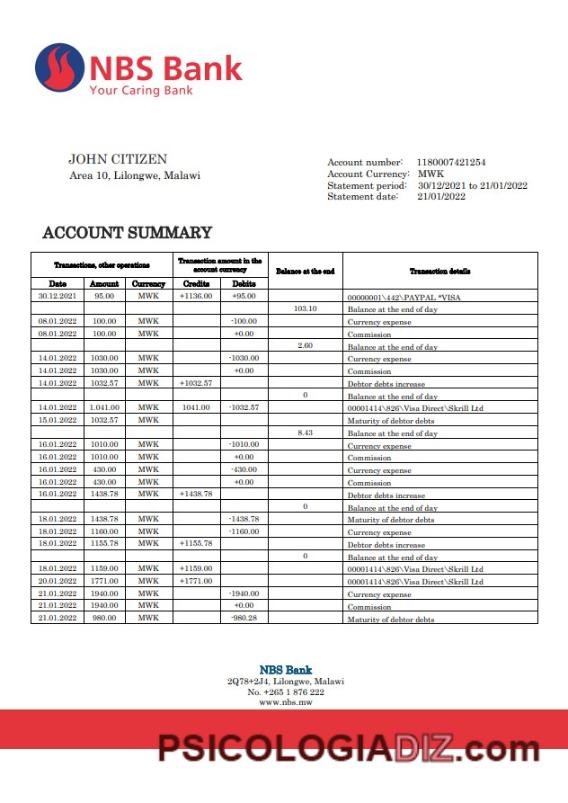 NBS Bank
Your Caring Bank
JOHN CITIZEN
Area 10, Lilongwe, Malawi
Account number: 1180007421254
Account Currency: MWK
Statement period: 30/12/2021 to 21/01/2022
Statement date: 21/01/2022
ACCOUNT SUMMARY
Transactions, other operations Transaction amount in the account currency Balance at the end Transaction details
Date Amount Currency Credits Debits
30.12.2021 95.00 MWK +1136.00 +95.00 00000001\442\PAYPAL *VISA
103.10 Balance at the end of day
08.01.2022 100.00 MWK -100.00 Currency expense
08.01.2022 100.00 MWK +0.00 Commission
2.60 Balance at the end of day
14.01.2022 1030.00 MWK -1030.00 Currency expense
14.01.2022 1030.00 MWK +0.00 Commission
14.01.2022 1032.57 MWK +1032.57 Debtor debts increase
0 Balance at the end of day
14.01.2022 1.041.00 MWK 1041.00 -1032.57 00001414\826\Visa Direct\Skrill Ltd
15.01.2022 1032.57 MWK Maturity of debtor debts
8.43 Balance at the end of day
16.01.2022 1010.00 MWK -1010.00 Currency expense
16.01.2022 1010.00 MWK +0.00 Commission
16.01.2022 430.00 MWK -430.00 Currency expense
16.01.2022 430.00 MWK +0.00 Commission
16.01.2022 1438.78 MWK +1438.78 Debtor debts increase
0 Balance at the end of day
18.01.2022 1438.78 MWK -1438.78 Maturity of debtor debts
18.01.2022 1160.00 MWK -1160.00 Currency expense
18.01.2022 1155.78 MWK +1155.78 Debtor debts increase
0 Balance at the end of day
18.01.2022 1159.00 MWK +1159.00 00001414\826\Visa Direct\Skrill Ltd
20.01.2022 1771.00 MWK +1771.00 00001414\826\Visa Direct\Skrill Ltd
21.01.2022 1940.00 MWK -1940.00 Currency expense
21.01.2022 1940.00 MWK +0.00 Commission
21.01.2022 980.00 MWK -980.28 Maturity of debtor debts
NBS Bank
2Q78+2J4, Lilongwe, Malawi
No. +265 1 876 222
www.nbs.mw
PSICOLOGIADIZ.com